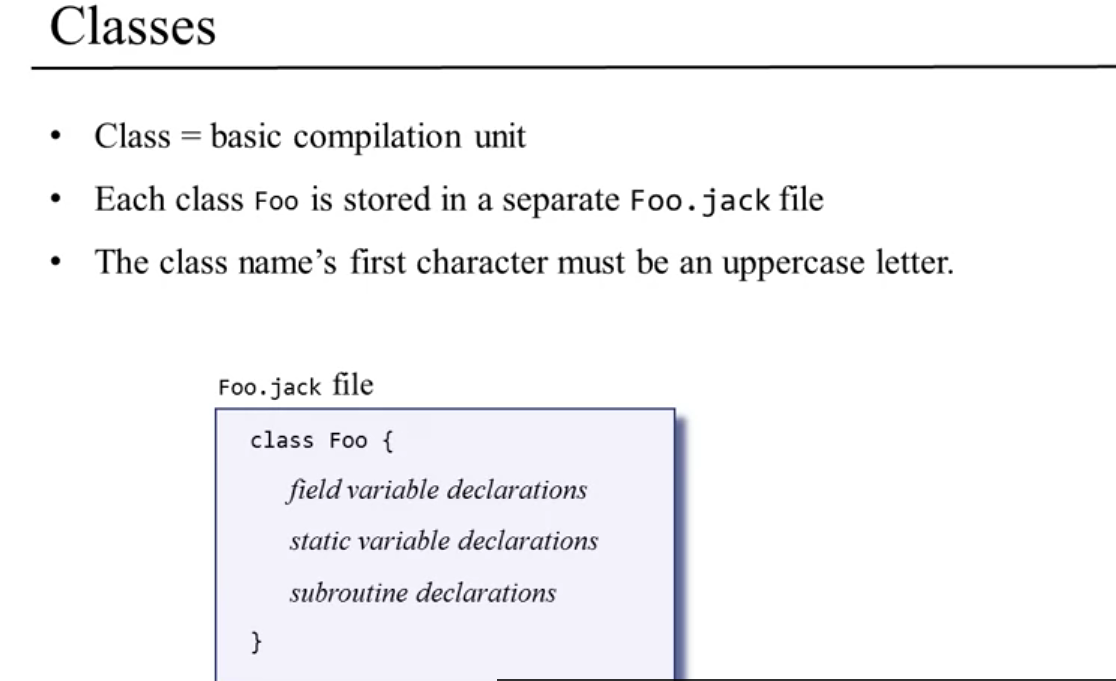 Classes
• Class = basic compilation unit
• Each class Foo is stored in a separate Foo.jack file
• The class name’s first character must be an uppercase letter.
Foo.jack file
class Foo {
field variable declarations
static variable declarations
subroutine declarations
}